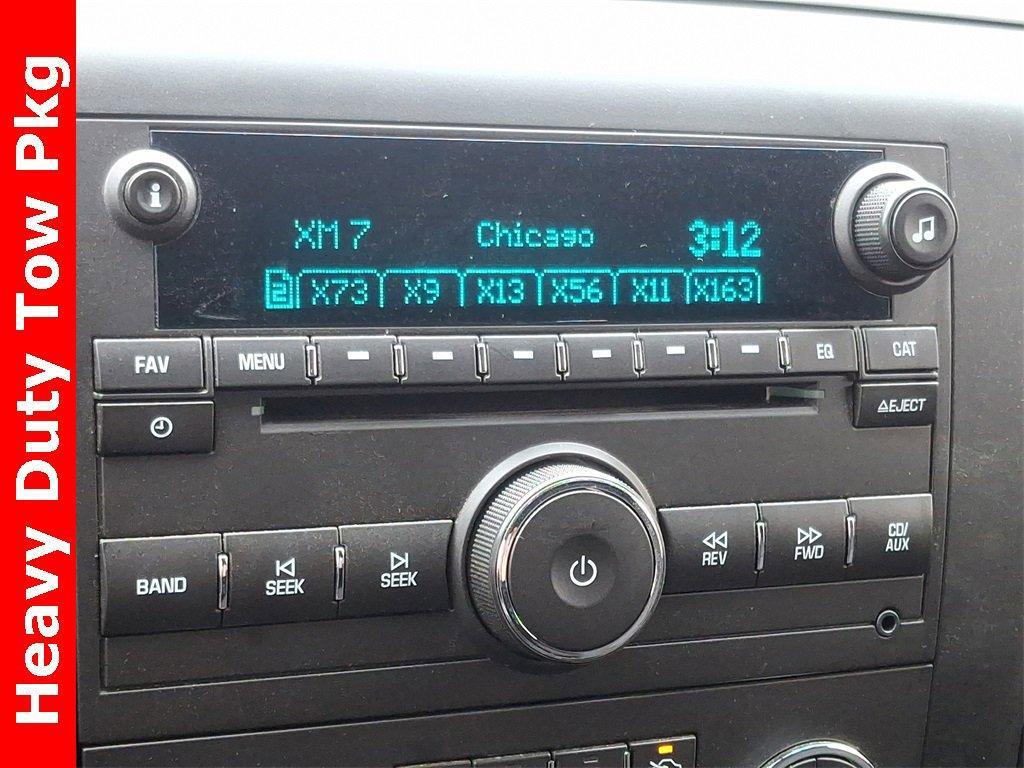 Heavy Duty Tow Pkg
i
XM 7 Chicago 3:12
2 X73 X9 X13 X56 X11 X163
FAV MENU EQ CAT
EJECT
BAND SEEK SEEK REV FWD CD/
AUX